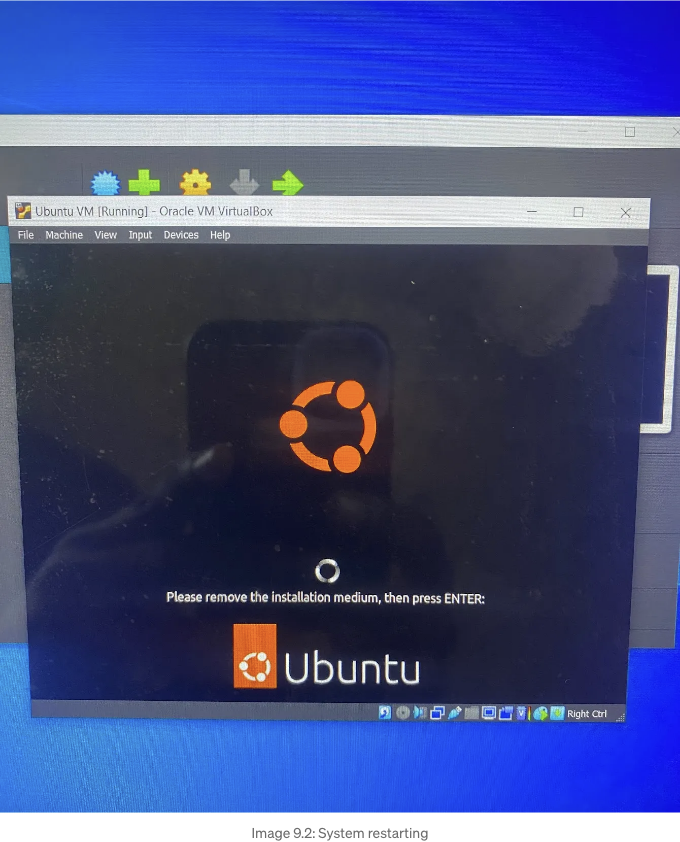 Ubuntu VM [Running] - Oracle VM VirtualBox
File Machine View Input Devices Help
Please remove the installation medium, then press ENTER:
Ubuntu
Right Ctrl
Image 9.2: System restarting